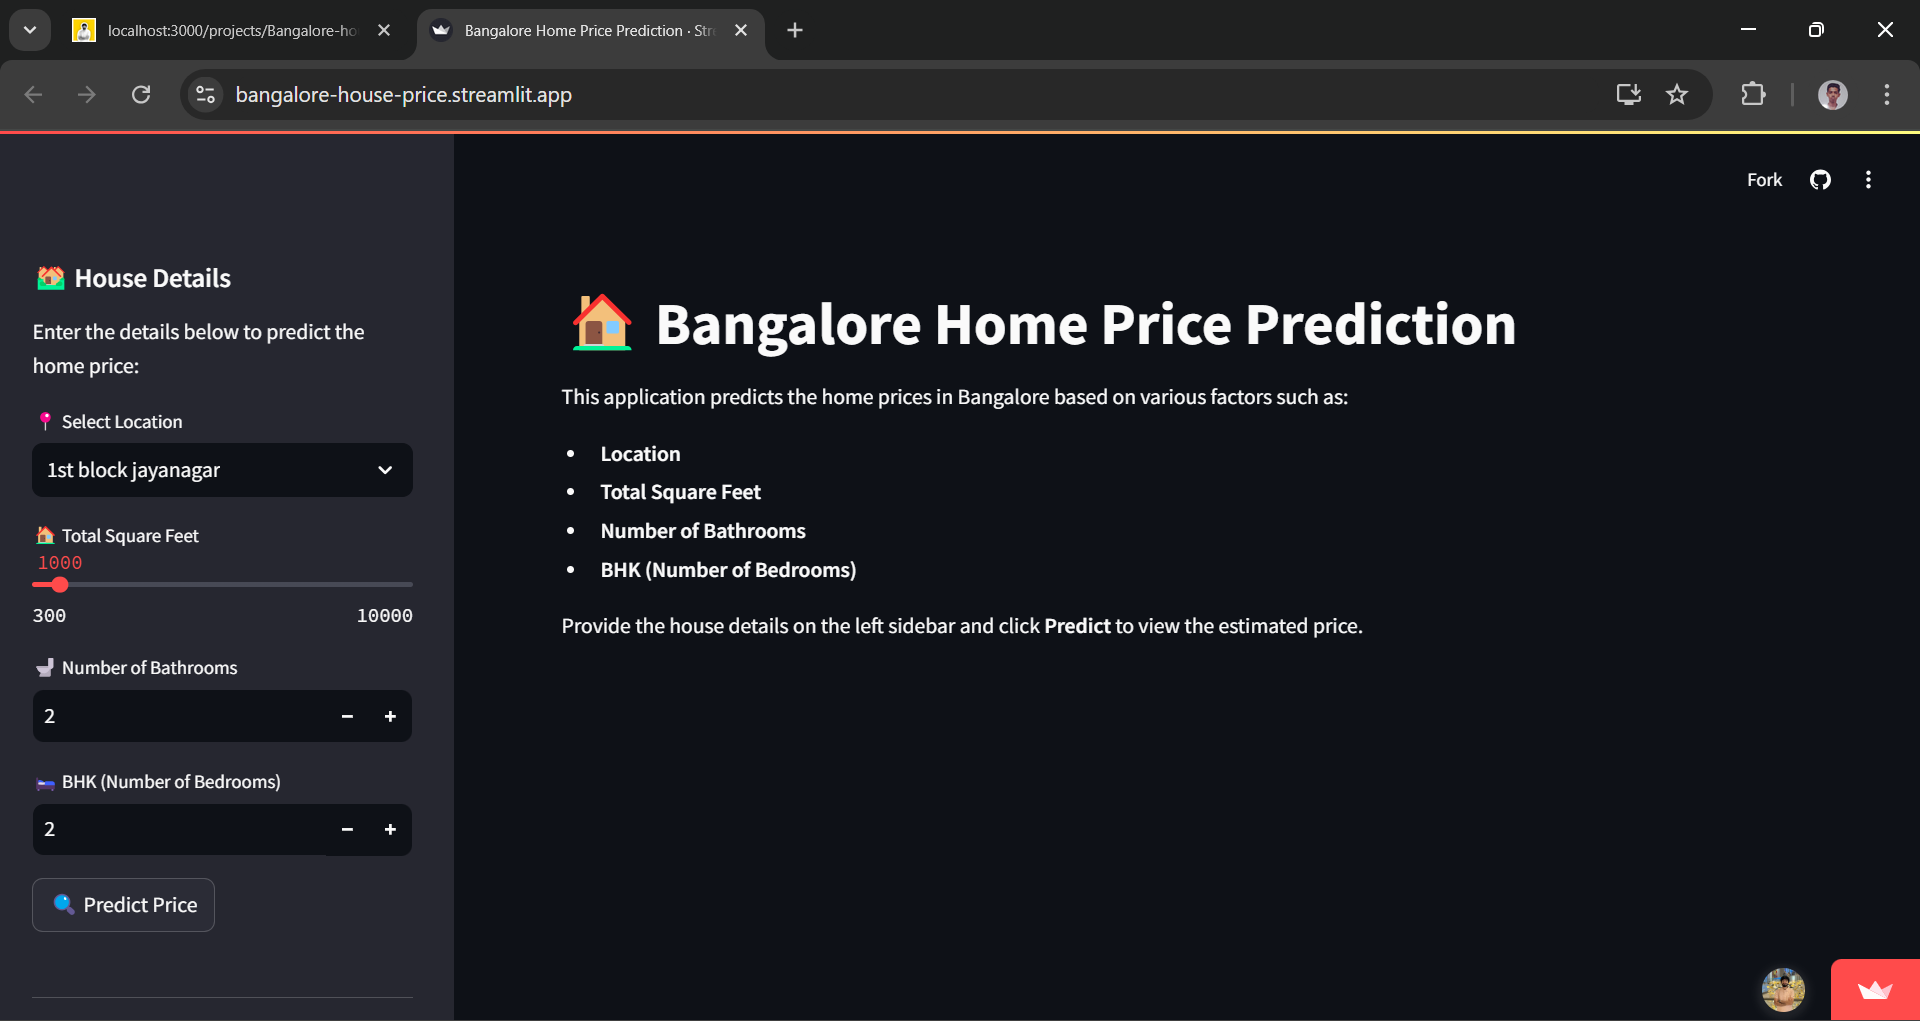 localhost:3000/projects/Bangalore-ho
Bangalore Home Price Prediction · Str
bangalore-house-price.streamlit.app
Fork
House Details
Enter the details below to predict the
home price:
Select Location
1st block jayanagar
Total Square Feet
1000
300 10000
Number of Bathrooms
2
BHK (Number of Bedrooms)
2
Predict Price
Bangalore Home Price Prediction
This application predicts the home prices in Bangalore based on various factors such as:
• Location
• Total Square Feet
• Number of Bathrooms
• BHK (Number of Bedrooms)
Provide the house details on the left sidebar and click Predict to view the estimated price.